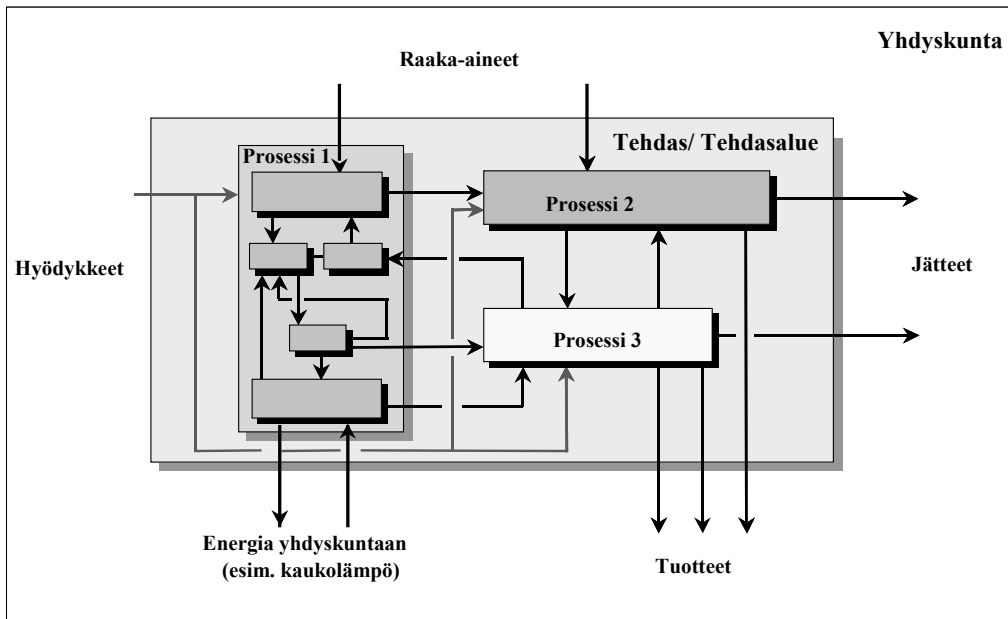 Yhdyskunta
Raaka-aineet
Tehdas/ Tehdasalue
Prosessi 1
Prosessi 2
Hyödykkeet
Jätteet
Prosessi 3
Energia yhdyskuntaan
(esim. kaukolämpö)
Tuotteet